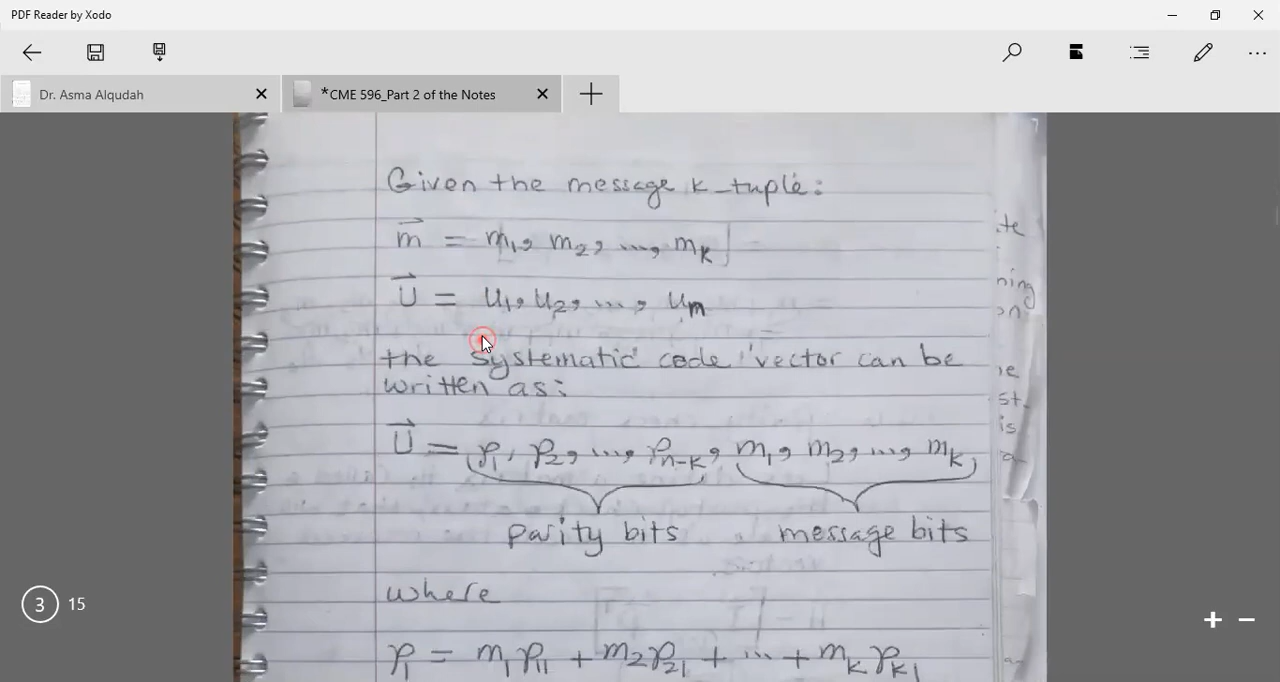 PDF Reader by Xodo
Dr. Asma Alqudah
*CME 596_Part 2 of the Notes
Given the message k-tuple:
m⃗ = m₁, m₂, ..., mₖ
U⃗ = u₁, u₂, ..., uₘ
the systematic code vector can be
written as:
U⃗ = p₁, p₂, ..., pₙ₋ₖ, m₁, m₂, ..., mₖ
parity bits message bits
where
p₁ = m₁p₁₁ + m₂p₂₁ + ... + mₖpₖ₁
3 15